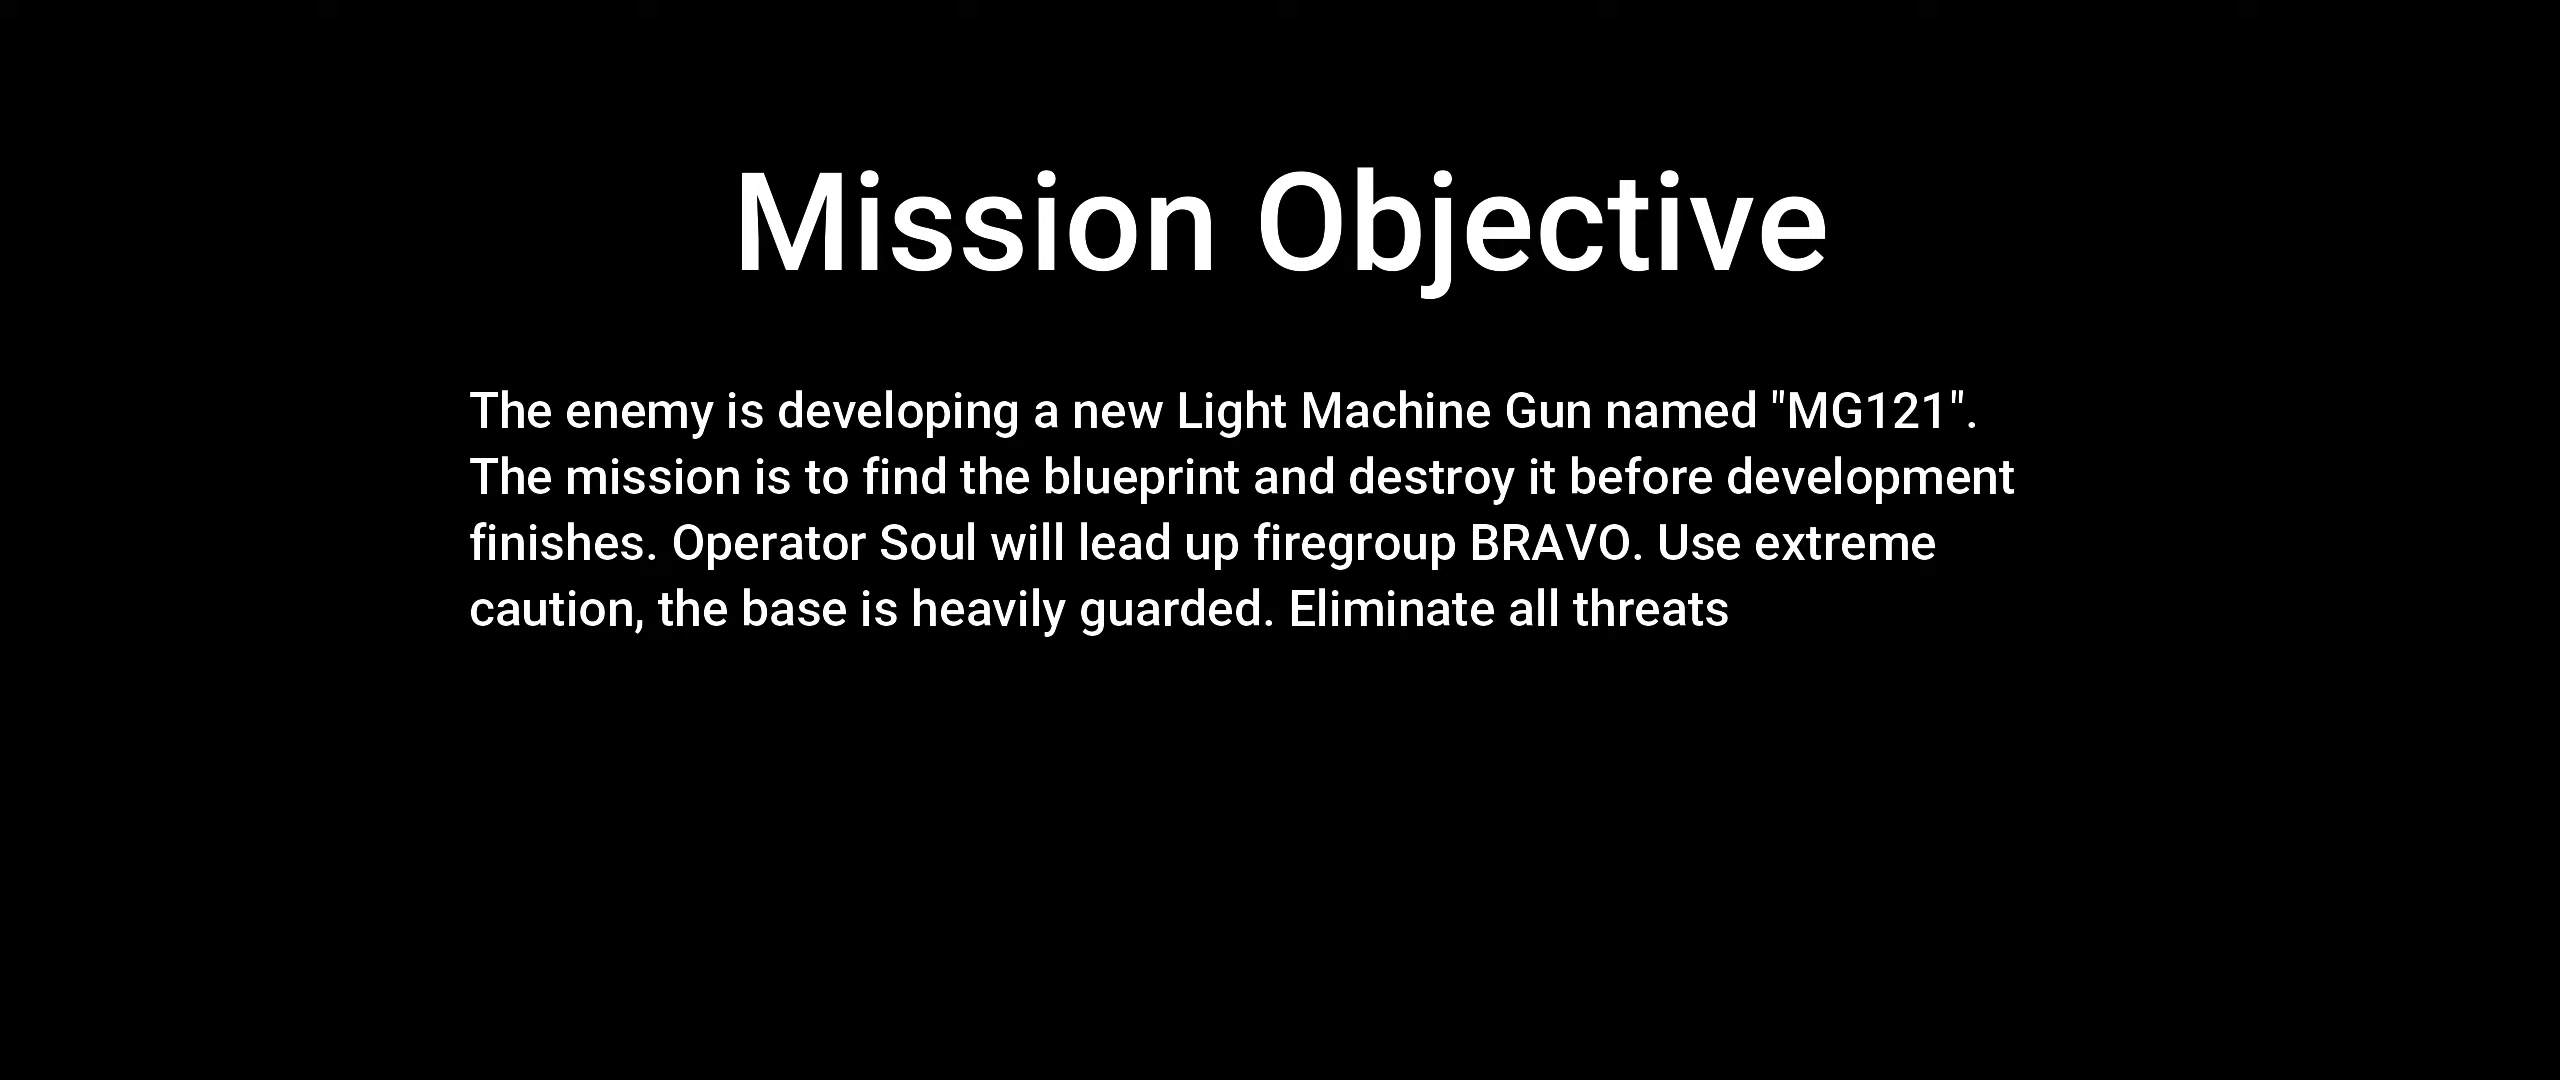 Mission Objective
The enemy is developing a new Light Machine Gun named "MG121".
The mission is to find the blueprint and destroy it before development
finishes. Operator Soul will lead up firegroup BRAVO. Use extreme
caution, the base is heavily guarded. Eliminate all threats